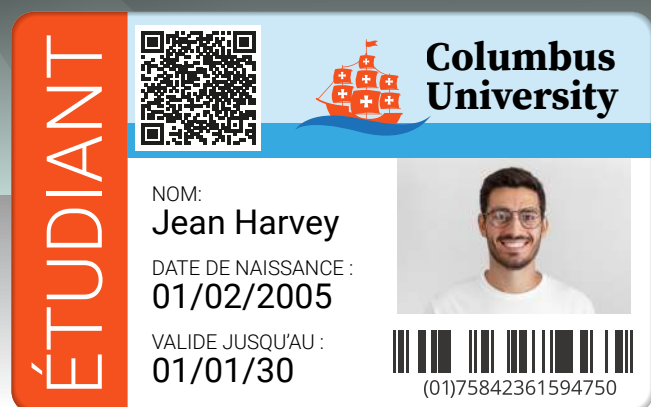 ÉTUDIANT
Columbus
University
NOM:
Jean Harvey
DATE DE NAISSANCE :
01/02/2005
VALIDE JUSQU'AU :
01/01/30
(01)75842361594750